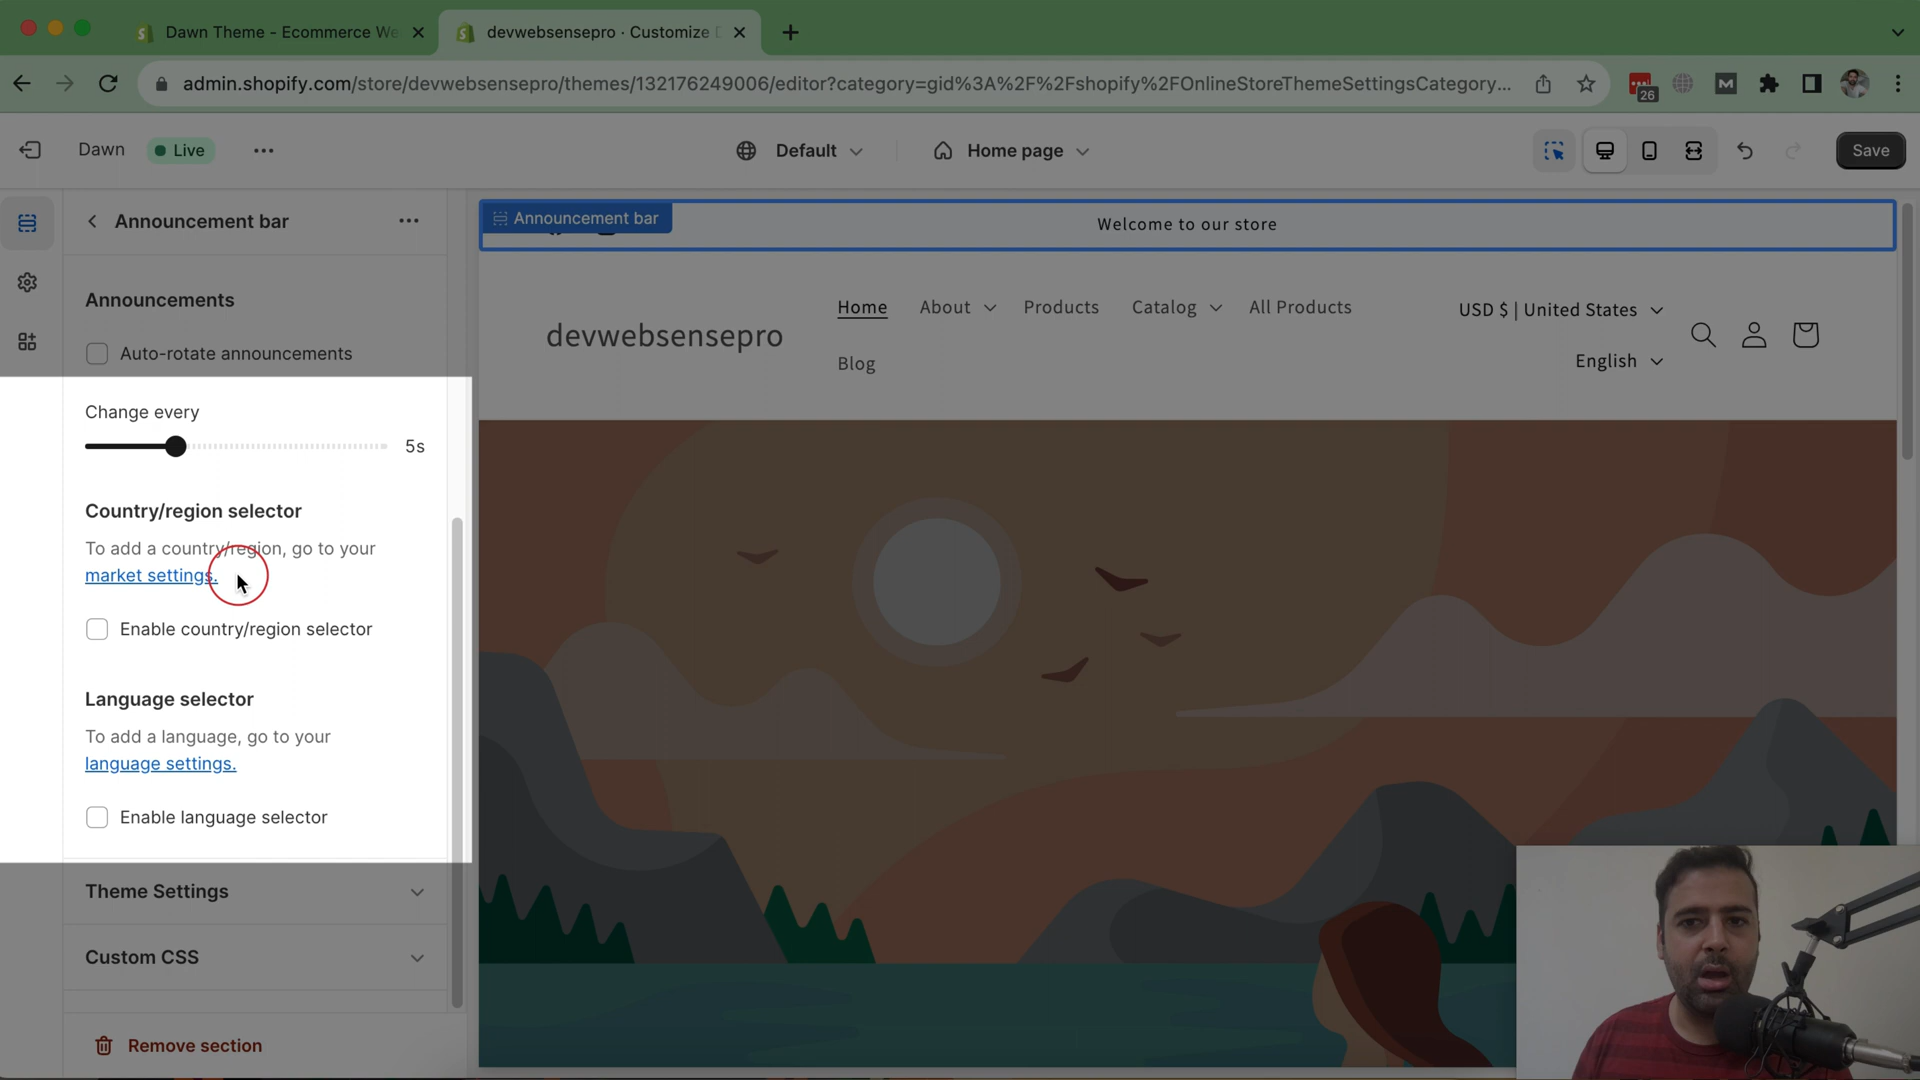 Dawn Theme - Ecommerce We
devwebsensepro · Customize D
admin.shopify.com/store/devwebsensepro/themes/132176249006/editor?category=gid%3A%2F%2Fshopify%2FOnlineStoreThemeSettingsCategory...
26
Dawn
Live
Default
Home page
Save
Announcement bar
Announcements
Auto-rotate announcements
Change every
5s
Country/region selector
To add a country/region, go to your
market settings.
Enable country/region selector
Language selector
To add a language, go to your
language settings.
Enable language selector
Theme Settings
Custom CSS
Remove section
Announcement bar
Welcome to our store
devwebsensepro
Home
About
Products
Catalog
All Products
Blog
USD $ | United States
English